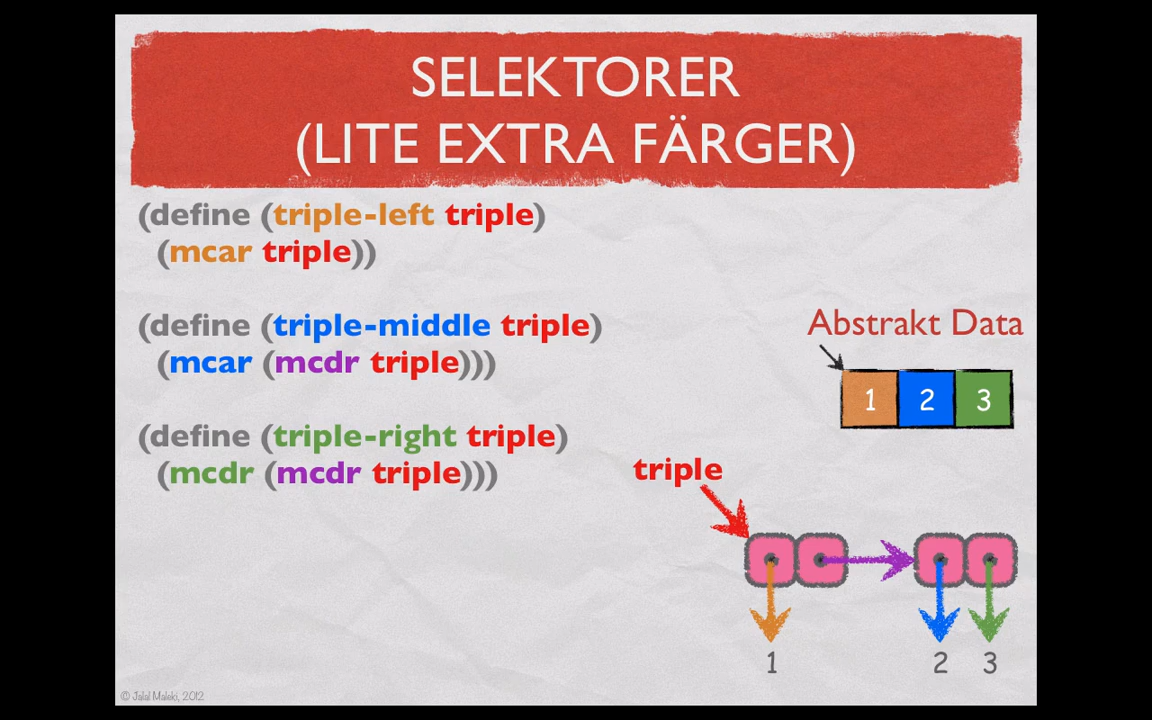 SELEKTORER
(LITE EXTRA FÄRGER)
(define (triple-left triple)
(mcar triple))
(define (triple-middle triple)
(mcar (mcdr triple)))
(define (triple-right triple)
(mcdr (mcdr triple)))
Abstrakt Data
1 2 3
triple
1 2 3
© Jalal Maleki, 2012